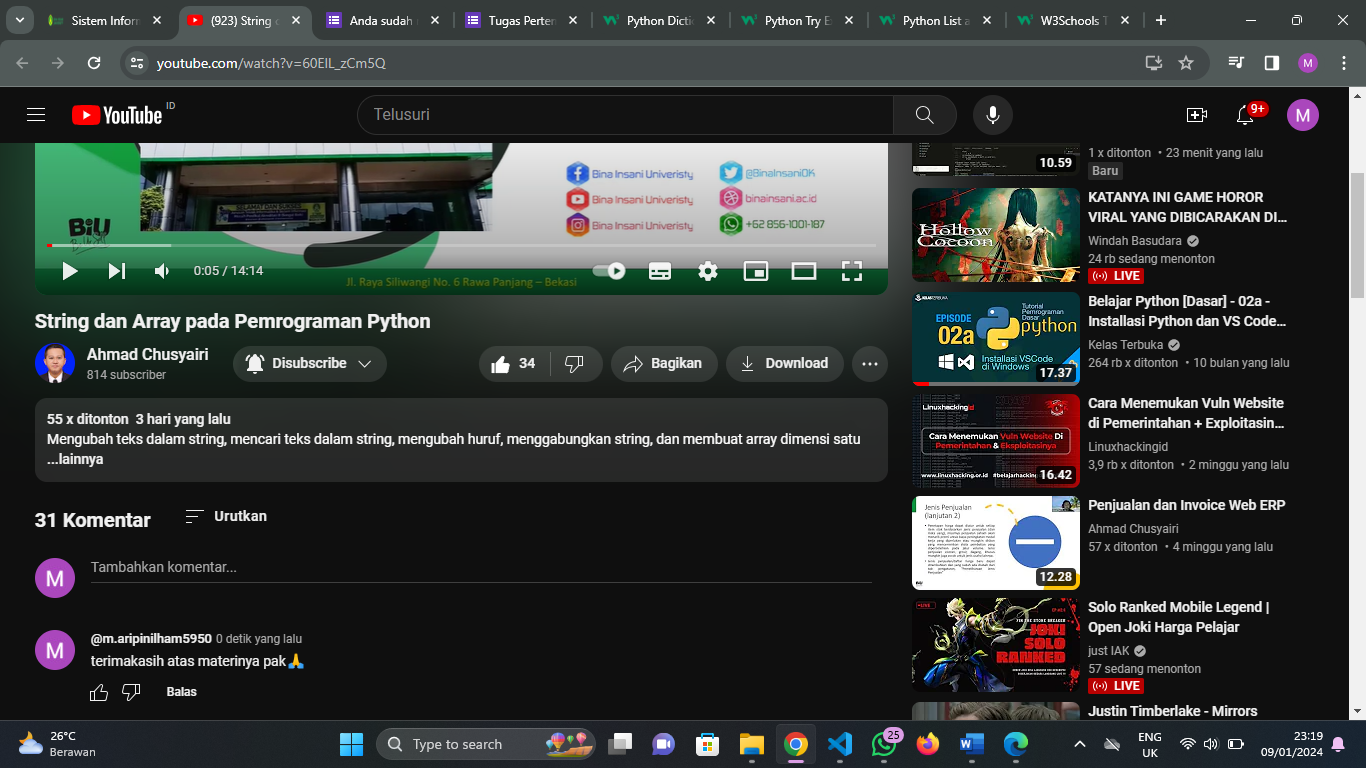 Sistem Inforr
(923) String d
Anda sudah
Tugas Perten
Python Dictio
Python Try E
Python List a
W3Schools T
youtube.com/watch?v=60EIL_zCm5Q
M
YouTube ID
Telusuri
9+
M
BiU
Bina Insani Univeristy
@BinaInsaniOK
Bina Insani Univeristy
binainsani.ac.id
Bina Insani Univeristy
+62 856-1001-187
0:05 / 14:14
Jl. Raya Siliwangi No. 6 Rawa Panjang – Bekasi
String dan Array pada Pemrograman Python
Ahmad Chusyairi
814 subscriber
Disubscribe
34
Bagikan
Download
55 x ditonton 3 hari yang lalu
Mengubah teks dalam string, mencari teks dalam string, mengubah huruf, menggabungkan string, dan membuat array dimensi satu
...lainnya
31 Komentar
Urutkan
M
Tambahkan komentar...
M
@m.aripinilham5950 0 detik yang lalu
terimakasih atas materinya pak🙏
Balas
10.59
1 x ditonton • 23 menit yang lalu
Baru
Hollow
Cocoon
KATANYA INI GAME HOROR
VIRAL YANG DIBICARAKAN DI...
Windah Basudara
24 rb sedang menonton
LIVE
KELASTERBUKA
EPISODE
02a
Tutorial
Pemrograman
Dasar
python
Installasi VSCode
di Windows
17.37
Belajar Python [Dasar] - 02a -
Installasi Python dan VS Code...
Kelas Terbuka
264 rb x ditonton • 10 bulan yang lalu
Linuxhackingid
Cara Menemukan Vuln Website Di
Pemerintahan + Eksploitasinya
www.linuxhacking.or.id #belajarhacking
16.42
Cara Menemukan Vuln Website
di Pemerintahan + Exploitasin...
Linuxhackingid
3,9 rb x ditonton • 2 minggu yang lalu
Jenis Penjualan
(lanjutan 2)
12.28
Penjualan dan Invoice Web ERP
Ahmad Chusyairi
57 x ditonton • 4 minggu yang lalu
LIVE
JOKI
SOLO
RANKED
Solo Ranked Mobile Legend |
Open Joki Harga Pelajar
just IAK
57 sedang menonton
LIVE
Justin Timberlake - Mirrors
26°C
Berawan
Type to search
25
ENG
UK
23:19
09/01/2024